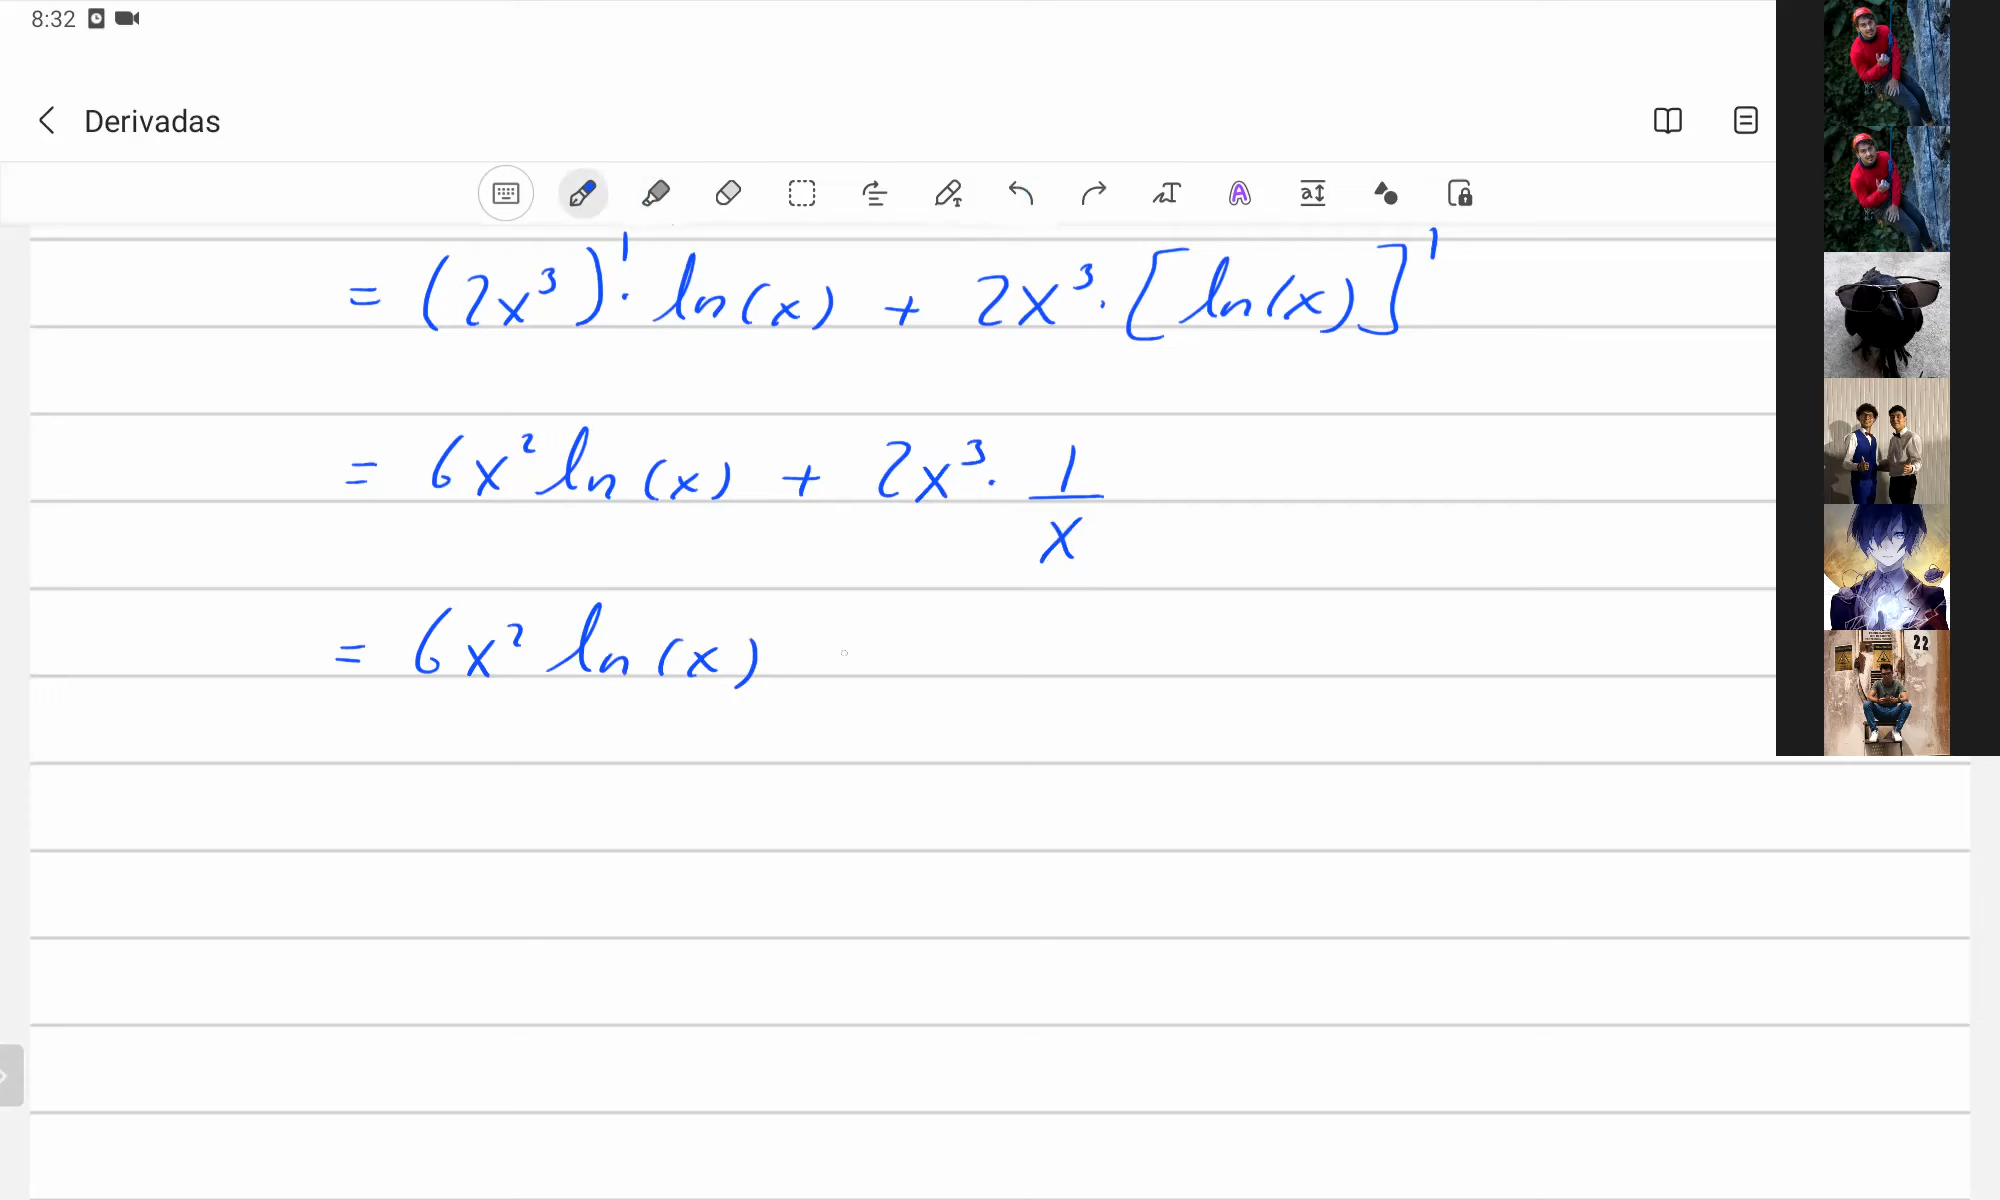 8:32
Derivadas
= (2x³)' · ln(x) + 2x³ · [ln(x)]'
= 6x² ln(x) + 2x³ · 1/x
= 6x² ln(x)
22